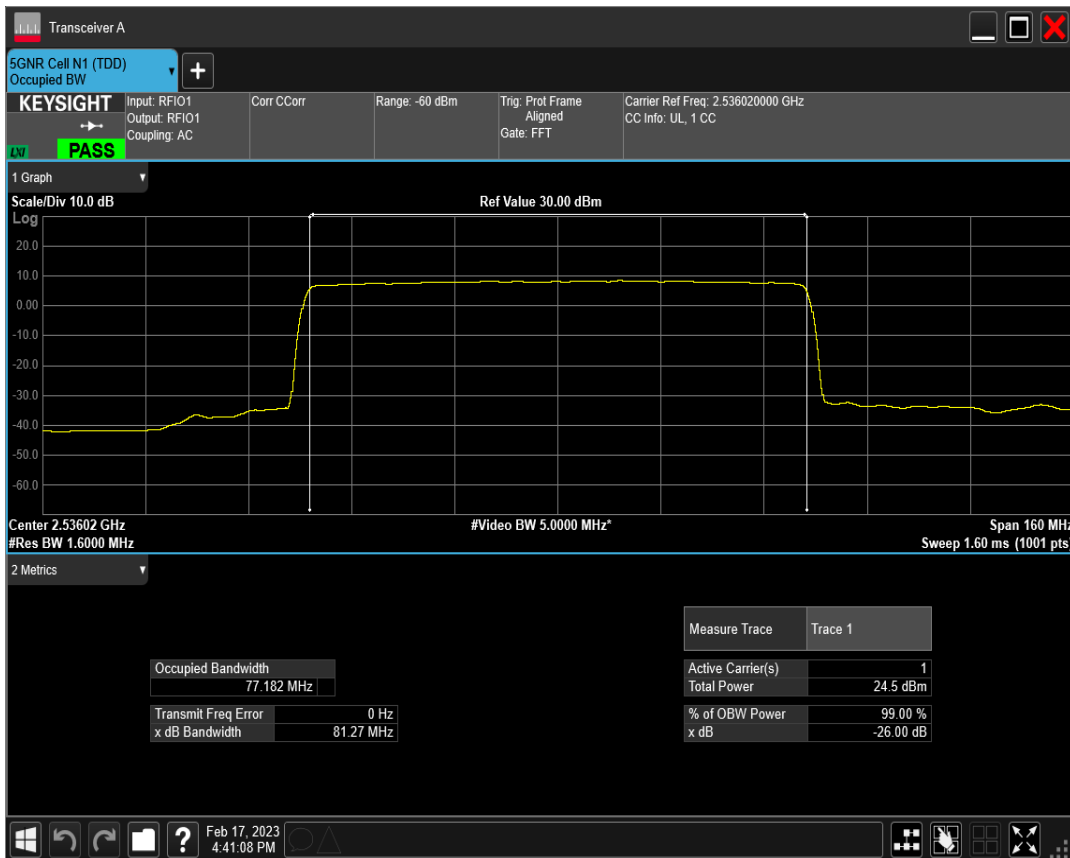 Transceiver A
5GNR Cell N1 (TDD)
Occupied BW
+
KEYSIGHT
LXI
PASS
Input: RFIO1
Output: RFIO1
Coupling: AC
Corr CCorr
Range: -60 dBm
Trig: Prot Frame
Aligned
Gate: FFT
Carrier Ref Freq: 2.536020000 GHz
CC Info: UL, 1 CC
1 Graph
Scale/Div 10.0 dB
Ref Value 30.00 dBm
Log
20.0
10.0
0.00
-10.0
-20.0
-30.0
-40.0
-50.0
-60.0
Center 2.53602 GHz
#Video BW 5.0000 MHz*
Span 160 MHz
#Res BW 1.6000 MHz
Sweep 1.60 ms (1001 pts)
2 Metrics
Measure Trace Trace 1
Occupied Bandwidth
77.182 MHz
Active Carrier(s) 1
Total Power 24.5 dBm
Transmit Freq Error 0 Hz
x dB Bandwidth 81.27 MHz
% of OBW Power 99.00 %
x dB -26.00 dB
?
Feb 17, 2023
4:41:08 PM